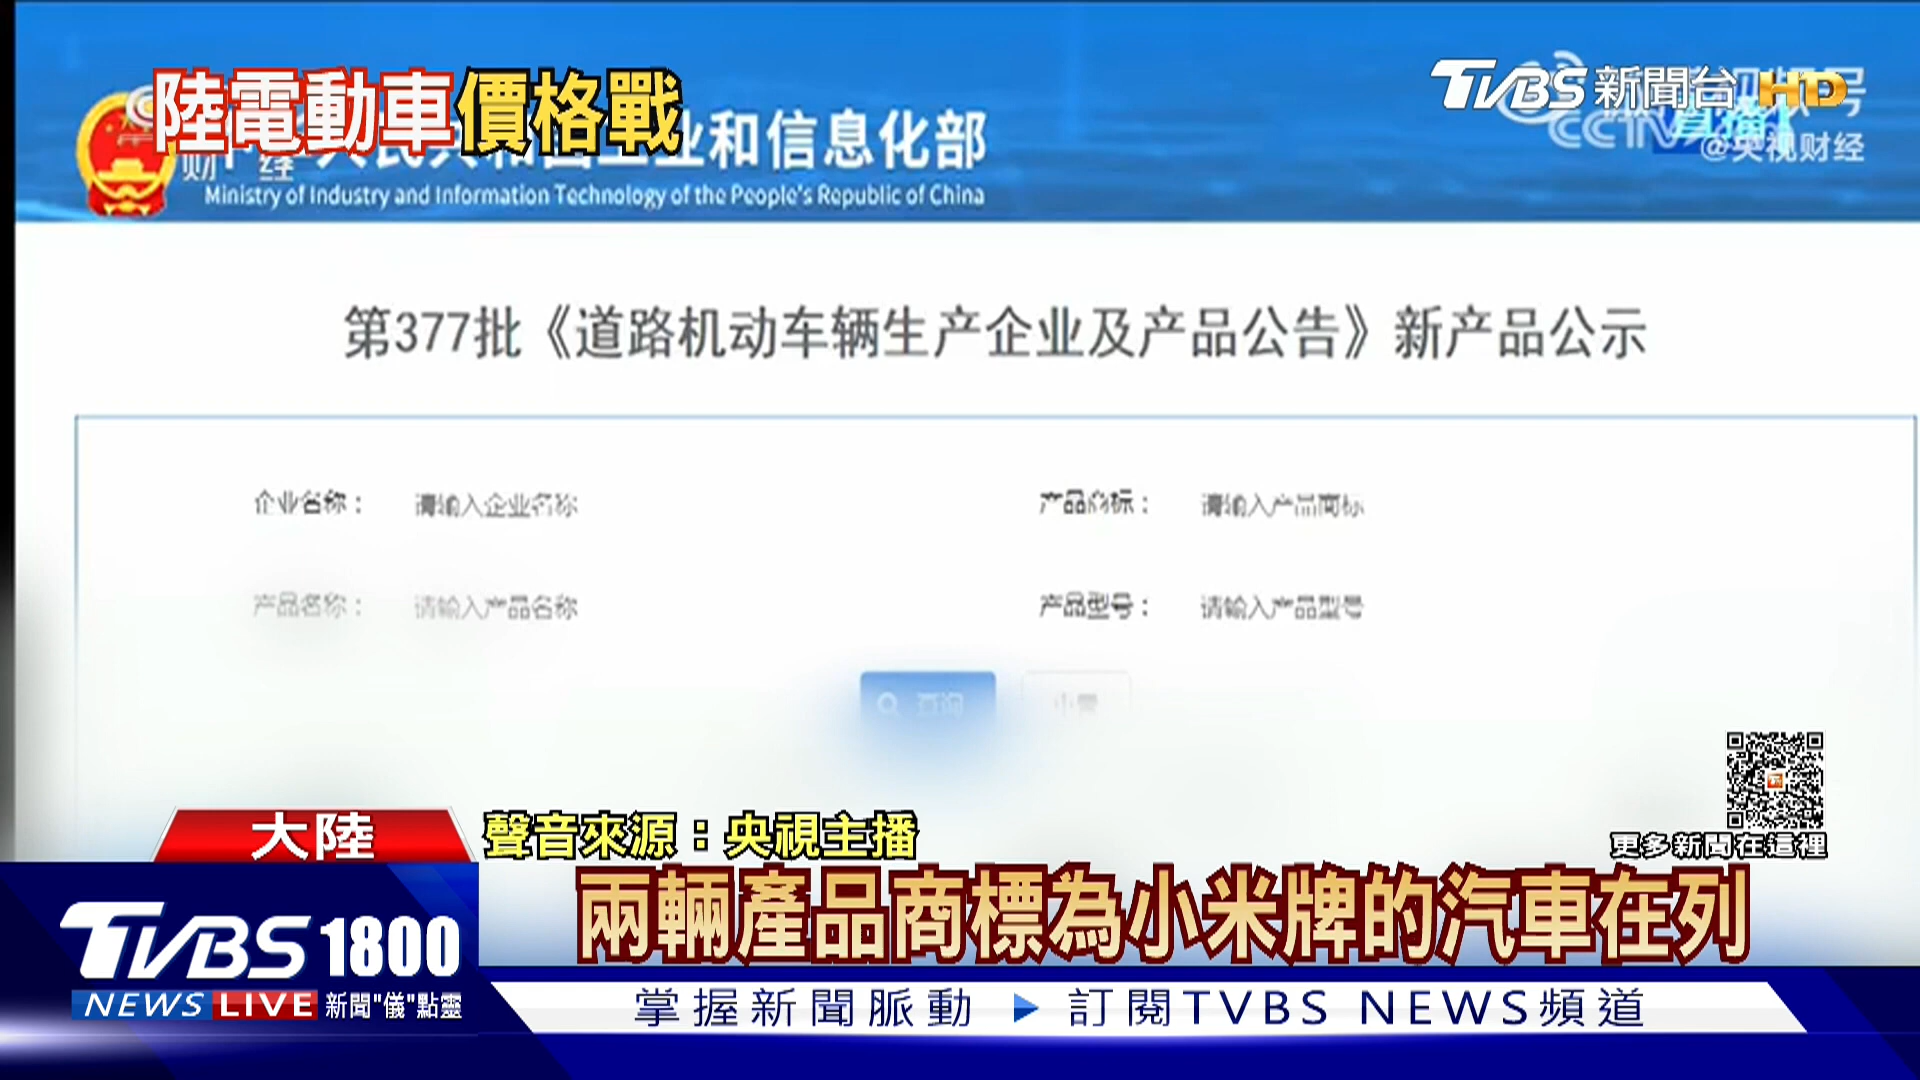 陸電動車價格戰
TVBS新聞台HD
CCTV
直播
@央视财经
财经
业和信息化部
Ministry of Industry and Information Technology of the People's Republic of China
第377批《道路机动车辆生产企业及产品公告》新产品公示
企业名称： 请输入企业名称 产品商标： 请输入产品商标
产品名称： 请输入产品名称 产品型号： 请输入产品型号
查询
更多新聞在這裡
大陸
聲音來源：央視主播
兩輛產品商標為小米牌的汽車在列
TVBS 1800
NEWS LIVE 新聞"儀"點靈
掌握新聞脈動 ▶ 訂閱TVBS NEWS頻道